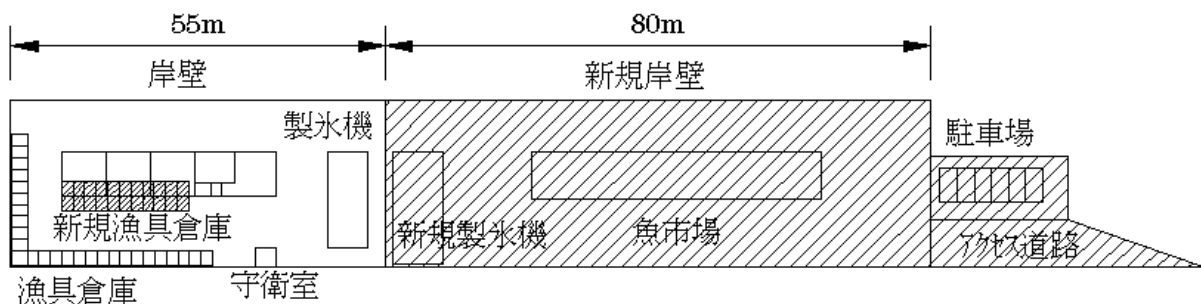 55m
80m
岸壁
新規岸壁
製氷機
駐車場
新規漁具倉庫
新規製氷機
魚市場
アクセス道路
漁具倉庫
守衛室